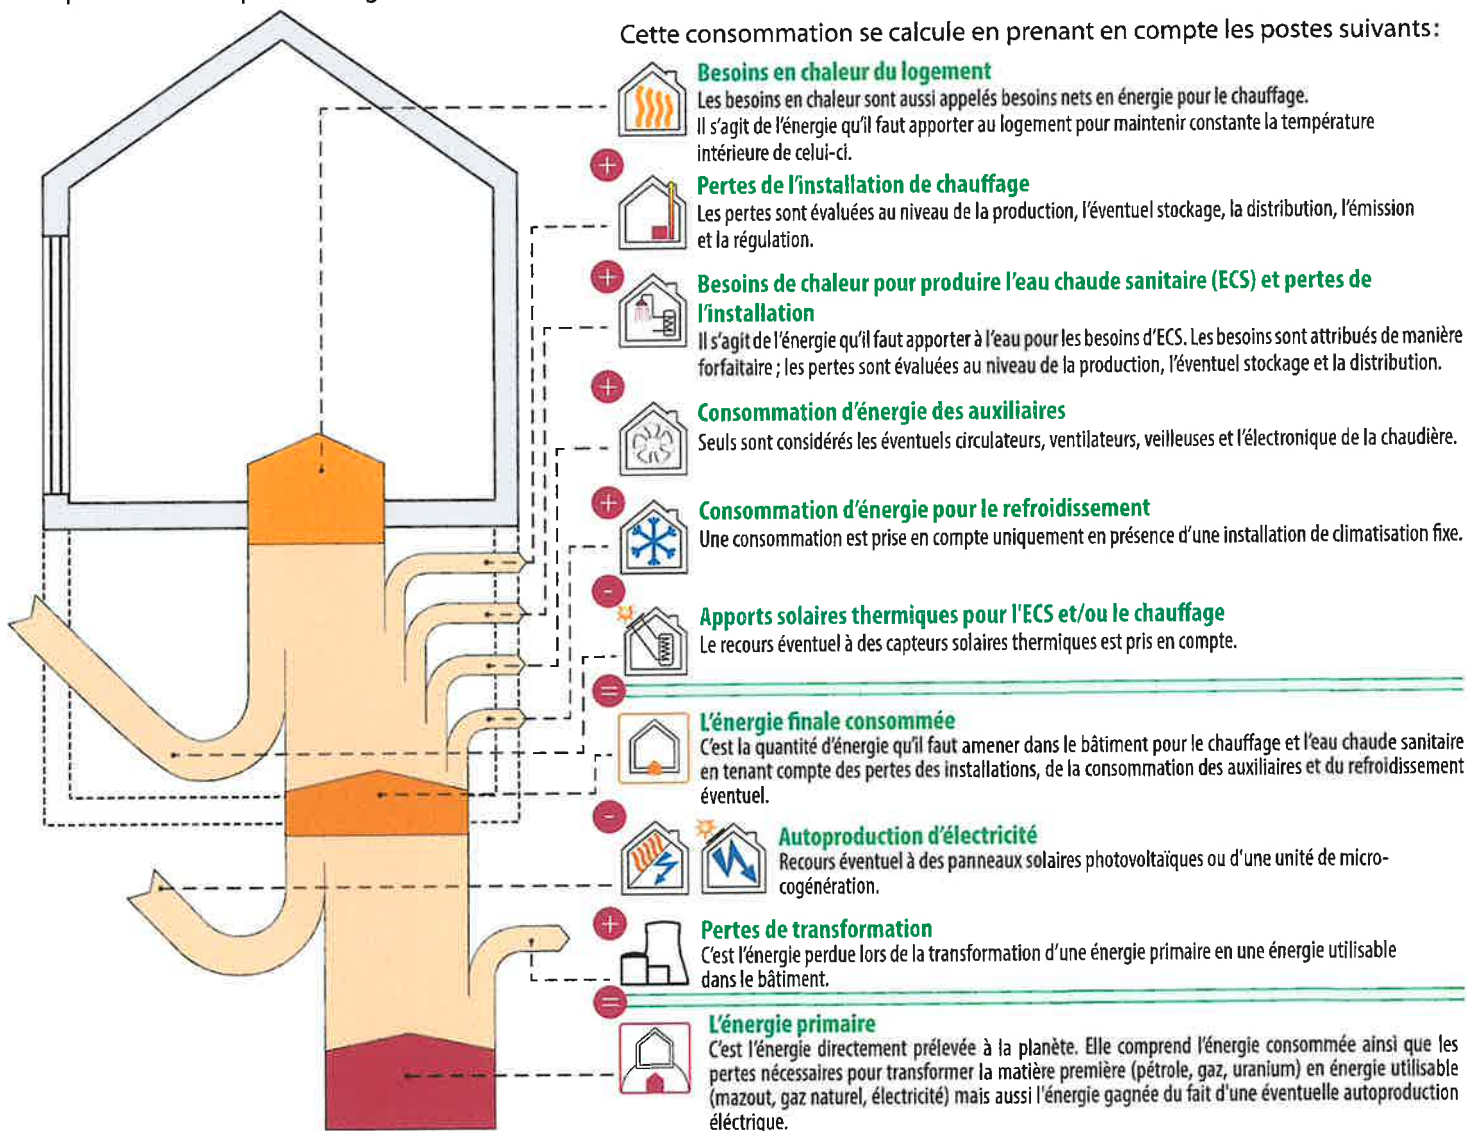 Cette consommation se calcule en prenant en compte les postes suivants :
Besoins en chaleur du logement
Les besoins en chaleur sont aussi appelés besoins nets en énergie pour le chauffage.
Il s'agit de l'énergie qu'il faut apporter au logement pour maintenir constante la température
intérieure de celui-ci.
+
Pertes de l'installation de chauffage
Les pertes sont évaluées au niveau de la production, l'éventuel stockage, la distribution, l'émission
et la régulation.
+
Besoins de chaleur pour produire l'eau chaude sanitaire (ECS) et pertes de
l'installation
Il s'agit de l'énergie qu'il faut apporter à l'eau pour les besoins d'ECS. Les besoins sont attribués de manière
forfaitaire ; les pertes sont évaluées au niveau de la production, l'éventuel stockage et la distribution.
+
Consommation d'énergie des auxiliaires
Seuls sont considérés les éventuels circulateurs, ventilateurs, veilleuses et l'électronique de la chaudière.
+
Consommation d'énergie pour le refroidissement
Une consommation est prise en compte uniquement en présence d'une installation de climatisation fixe.
-
Apports solaires thermiques pour l'ECS et/ou le chauffage
Le recours éventuel à des capteurs solaires thermiques est pris en compte.
=
L'énergie finale consommée
C'est la quantité d'énergie qu'il faut amener dans le bâtiment pour le chauffage et l'eau chaude sanitaire
en tenant compte des pertes des installations, de la consommation des auxiliaires et du refroidissement
éventuel.
-
Autoproduction d'électricité
Recours éventuel à des panneaux solaires photovoltaïques ou d'une unité de micro-
cogénération.
+
Pertes de transformation
C'est l'énergie perdue lors de la transformation d'une énergie primaire en une énergie utilisable
dans le bâtiment.
=
L'énergie primaire
C'est l'énergie directement prélevée à la planète. Elle comprend l'énergie consommée ainsi que les
pertes nécessaires pour transformer la matière première (pétrole, gaz, uranium) en énergie utilisable
(mazout, gaz naturel, électricité) mais aussi l'énergie gagnée du fait d'une éventuelle autoproduction
éléctrique.